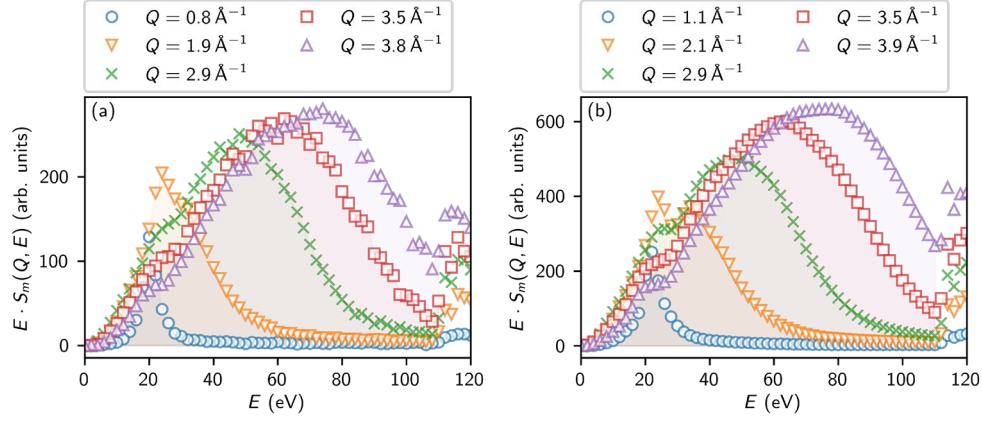 Q = 0.8 Å⁻¹ Q = 3.5 Å⁻¹
Q = 1.9 Å⁻¹ Q = 3.8 Å⁻¹
Q = 2.9 Å⁻¹
(a)
E · Sₘ(Q, E) (arb. units)
200
100
0
0 20 40 60 80 100 120
E (eV)
Q = 1.1 Å⁻¹ Q = 3.5 Å⁻¹
Q = 2.1 Å⁻¹ Q = 3.9 Å⁻¹
Q = 2.9 Å⁻¹
(b)
E · Sₘ(Q, E) (arb. units)
600
400
200
0
0 20 40 60 80 100 120
E (eV)